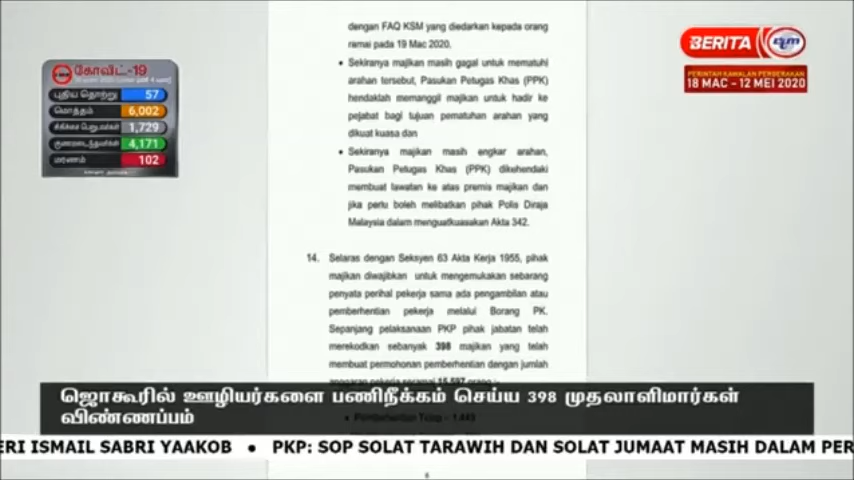 dengan FAQ KSM yang diedarkan kepada orang
ramai pada 19 Mac 2020.
• Sekiranya majikan masih gagal untuk mematuhi
arahan tersebut, Pasukan Petugas Khas (PPK)
hendaklah memanggil majikan untuk hadir ke
pejabat bagi tujuan pematuhan arahan yang
dikuat kuasa dan
• Sekiranya majikan masih engkar arahan,
Pasukan Petugas Khas (PPK) dikehendaki
membuat lawatan ke atas premis majikan dan
jika perlu boleh melibatkan pihak Polis Diraja
Malaysia dalam menguatkuasakan Akta 342.
14. Selaras dengan Seksyen 63 Akta Kerja 1955, pihak
majikan diwajibkan untuk mengemukakan sebarang
penyata perihal pekerja sama ada pengambilan atau
pemberhentian pekerja melalui Borang PK.
Sepanjang pelaksanaan PKP pihak jabatan telah
merekodkan sebanyak 398 majikan yang telah
membuat permohonan pemberhentian dengan jumlah
BERITA rtm
PERINTAH KAWALAN PERGERAKAN
18 MAC - 12 MEI 2020
கோவிட்-19
புதிய தொற்று 57
மொத்தம் 6,002
சிகிச்சை பெறுபவர்கள் 1,729
குணமடைந்தவர்கள் 4,171
மரணம் 102
ஜொகூரில் ஊழியர்களை பணிநீக்கம் செய்ய 398 முதலாளிமார்கள்
விண்ணப்பம்
ERI ISMAIL SABRI YAAKOB • PKP: SOP SOLAT TARAWIH DAN SOLAT JUMAAT MASIH DALAM PER